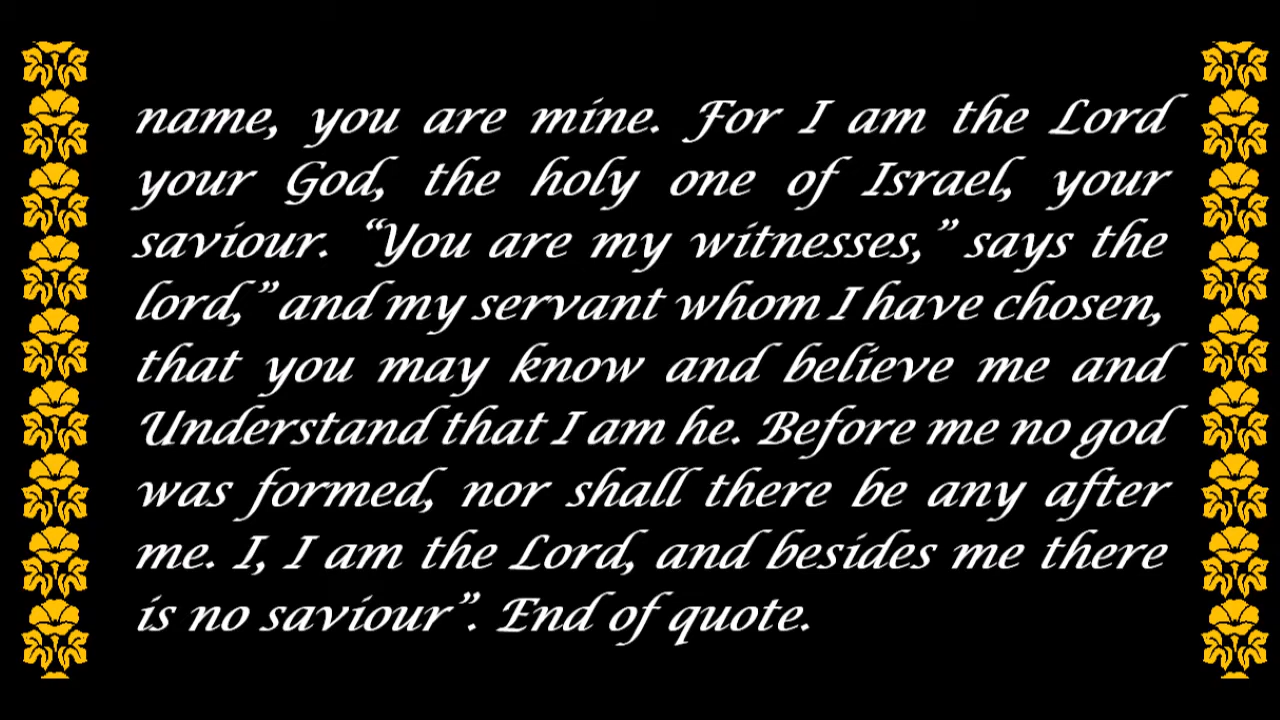 name, you are mine. For I am the Lord
your God, the holy one of Israel, your
saviour. “You are my witnesses,” says the
lord,” and my servant whom I have chosen,
that you may know and believe me and
Understand that I am he. Before me no god
was formed, nor shall there be any after
me. I, I am the Lord, and besides me there
is no saviour”. End of quote.